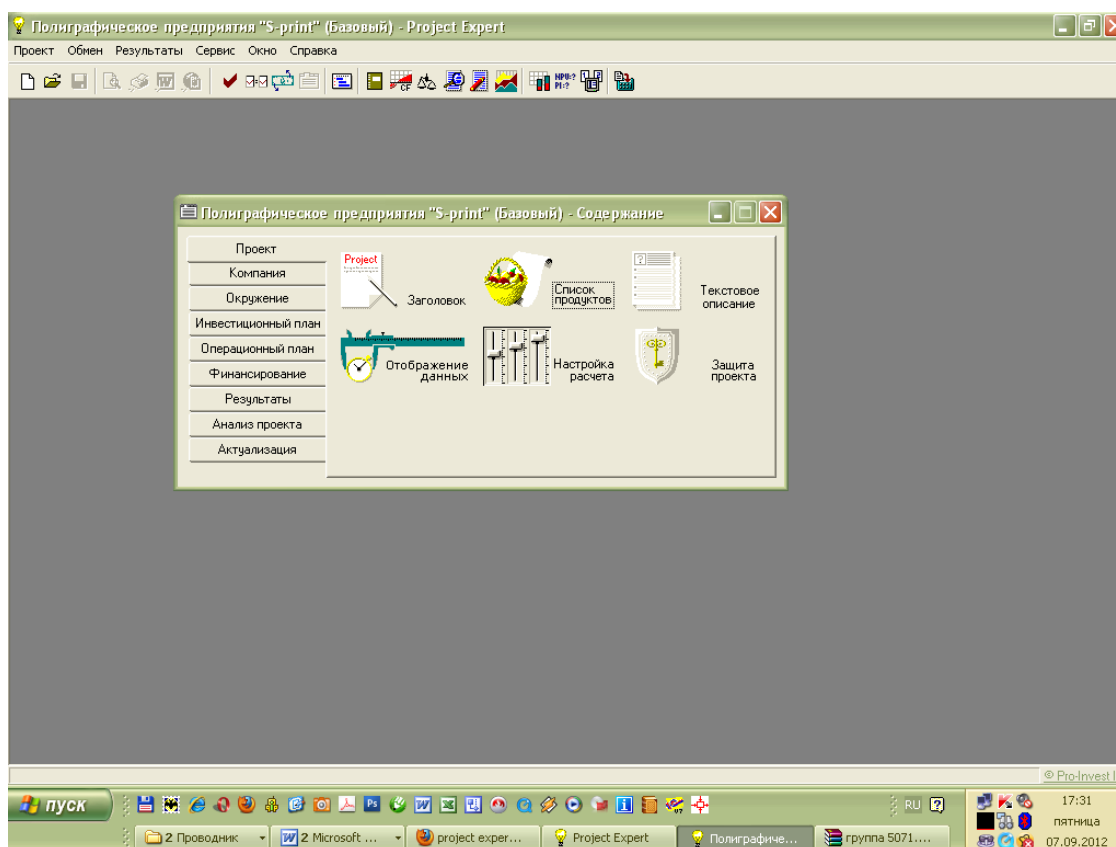 Полиграфическое предприятия "S-print" (Базовый) - Project Expert
Проект Обмен Результаты Сервис Окно Справка
CF
NPV:?
PI:?
Полиграфическое предприятия "S-print" (Базовый) - Содержание
Проект
Компания
Окружение
Инвестиционный план
Операционный план
Финансирование
Результаты
Анализ проекта
Актуализация
Project
Заголовок
Список
продуктов
Текстовое
описание
Отображение
данных
Настройка
расчета
Защита
проекта
© Pro-Invest
пуск
RU
17:31
пятница
07.09.2012
2 Проводник
2 Microsoft ...
project exper...
Project Expert
Полиграфиче...
группа 5071....